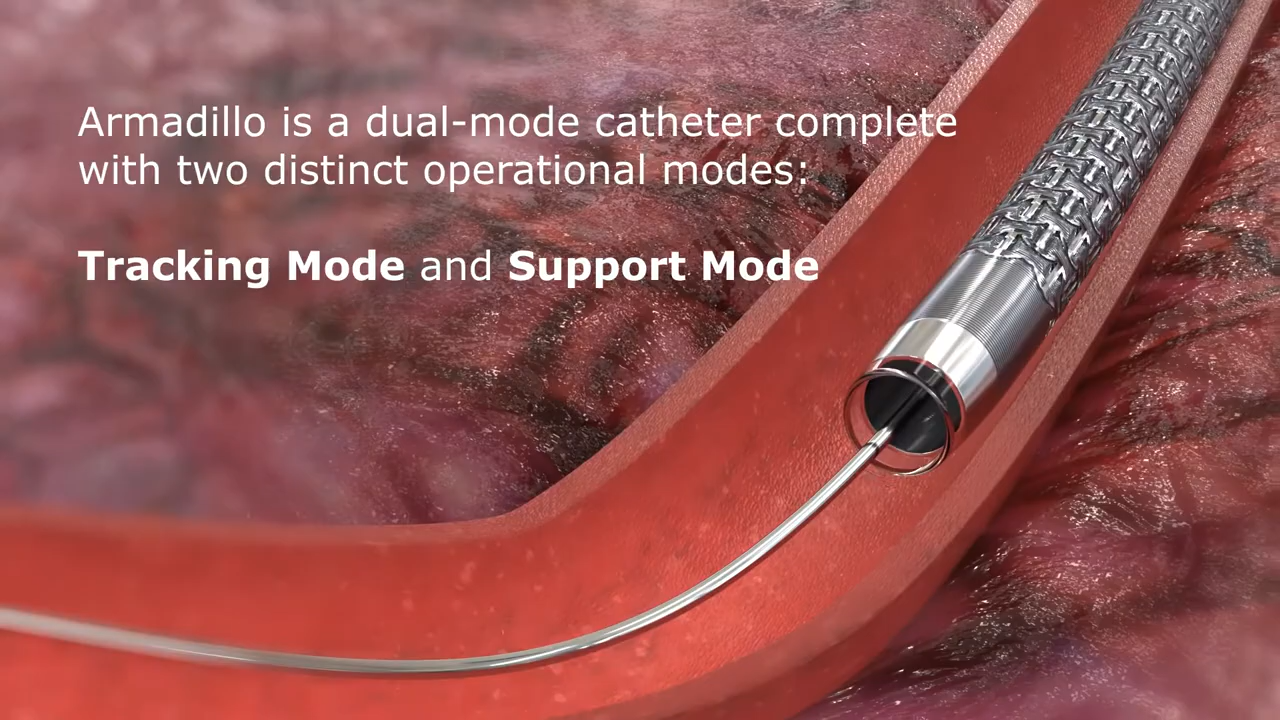 Armadillo is a dual-mode catheter complete
with two distinct operational modes:
Tracking Mode and Support Mode